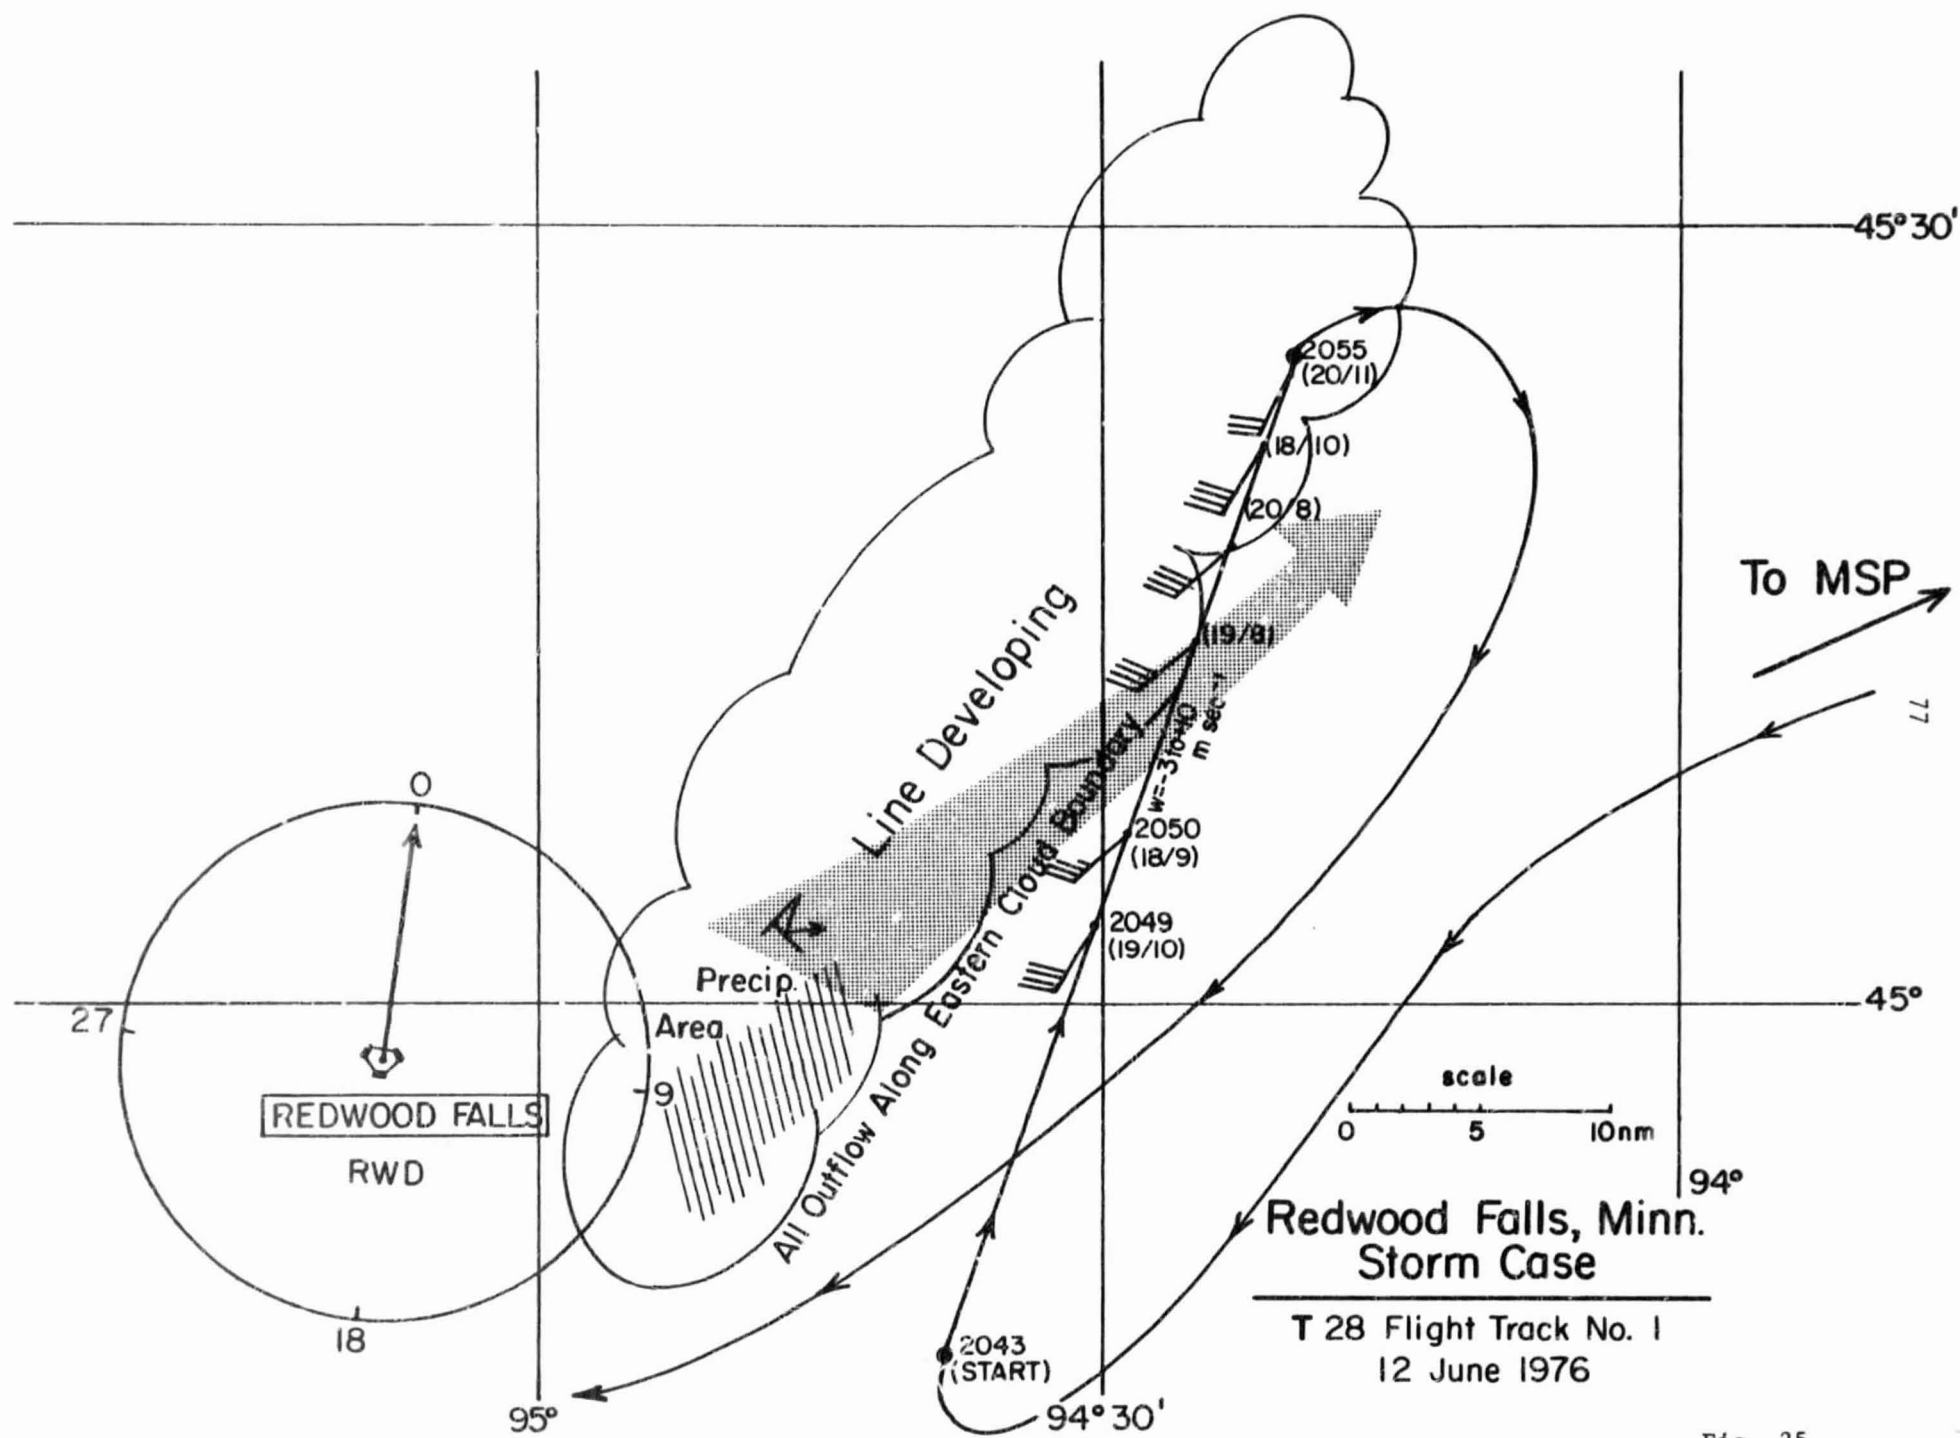 45°30'
2055
(20/11)
(18/10)
(20/8)
To MSP
Line Developing
(19/8)
77
w=-3 to +10
m sec⁻¹
0
2050
(18/9)
2049
(19/10)
Precip.
Area
All Outflow Along Eastern Cloud Boundary
27
45°
9
REDWOOD FALLS
RWD
scale
0 5 10nm
94°
18
Redwood Falls, Minn.
Storm Case
T 28 Flight Track No. 1
12 June 1976
2043
(START)
95°
94°30'